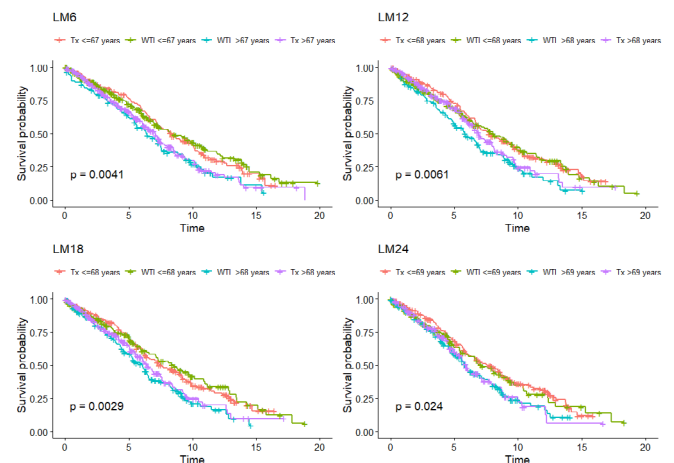 LM6
Tx <=67 years WTI <=67 years WTI >67 years Tx >67 years
Survival probability
1.00
0.75
0.50
0.25
0.00
p = 0.0041
0 5 10 15 20
Time
LM12
Tx <=68 years WTI <=68 years WTI >68 years Tx >68 years
Survival probability
1.00
0.75
0.50
0.25
0.00
p = 0.0061
0 5 10 15 20
Time
LM18
Tx <=68 years WTI <=68 years WTI >68 years Tx >68 years
Survival probability
1.00
0.75
0.50
0.25
0.00
p = 0.0029
0 5 10 15 20
Time
LM24
Tx <=69 years WTI <=69 years WTI >69 years Tx >69 years
Survival probability
1.00
0.75
0.50
0.25
0.00
p = 0.024
0 5 10 15 20
Time